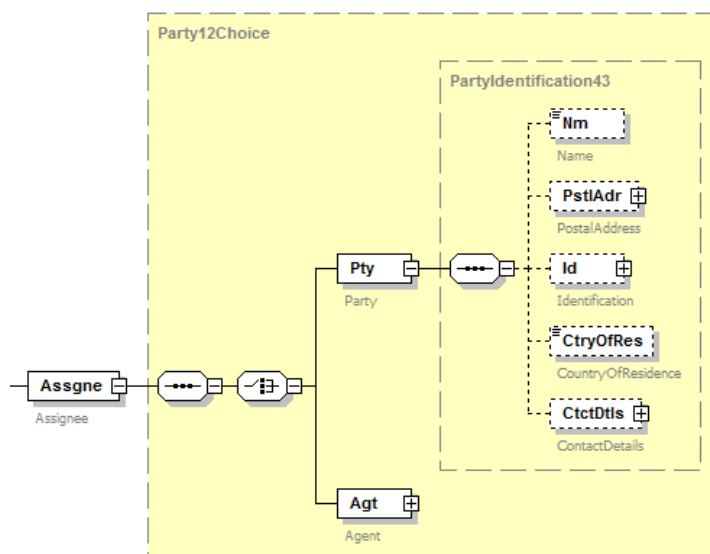 Party12Choice
PartyIdentification43
Nm
Name
PstlAdr
PostalAddress
Pty
Party
Id
Identification
CtryOfRes
CountryOfResidence
Assgne
Assignee
CtctDtls
ContactDetails
Agt
Agent